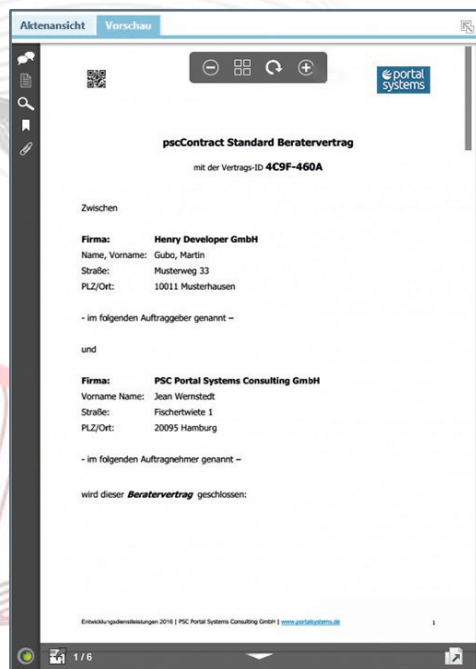 Aktenansicht Vorschau
portal
systems
pscContract Standard Beratervertrag
mit der Vertrags-ID 4C9F-460A
Zwischen
Firma: Henry Developer GmbH
Name, Vorname: Gubo, Martin
Straße: Musterweg 33
PLZ/Ort: 10011 Musterhausen
- im folgenden Auftraggeber genannt –
und
Firma: PSC Portal Systems Consulting GmbH
Vorname Name: Jean Wernstedt
Straße: Fischertwiete 1
PLZ/Ort: 20095 Hamburg
- im folgenden Auftragnehmer genannt –
wird dieser Beratervertrag geschlossen:
Entwicklungsdienstleistungen 2016 | PSC Portal Systems Consulting GmbH | www.portalsystems.de 1
1 / 6